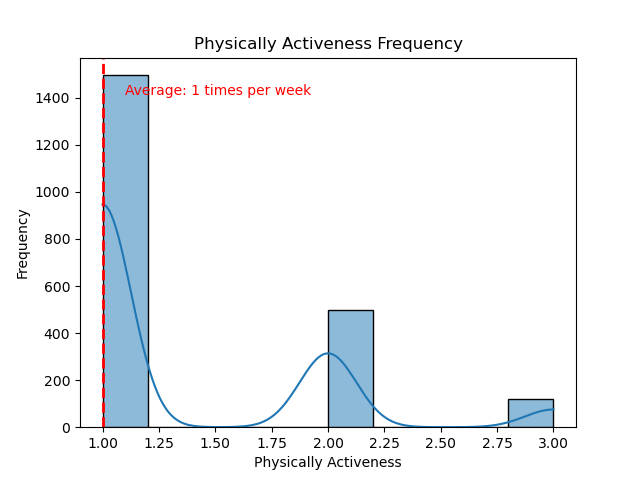 Physically Activeness Frequency
Average: 1 times per week
1400
1200
1000
800
600
400
200
0
Frequency
1.00 1.25 1.50 1.75 2.00 2.25 2.50 2.75 3.00
Physically Activeness